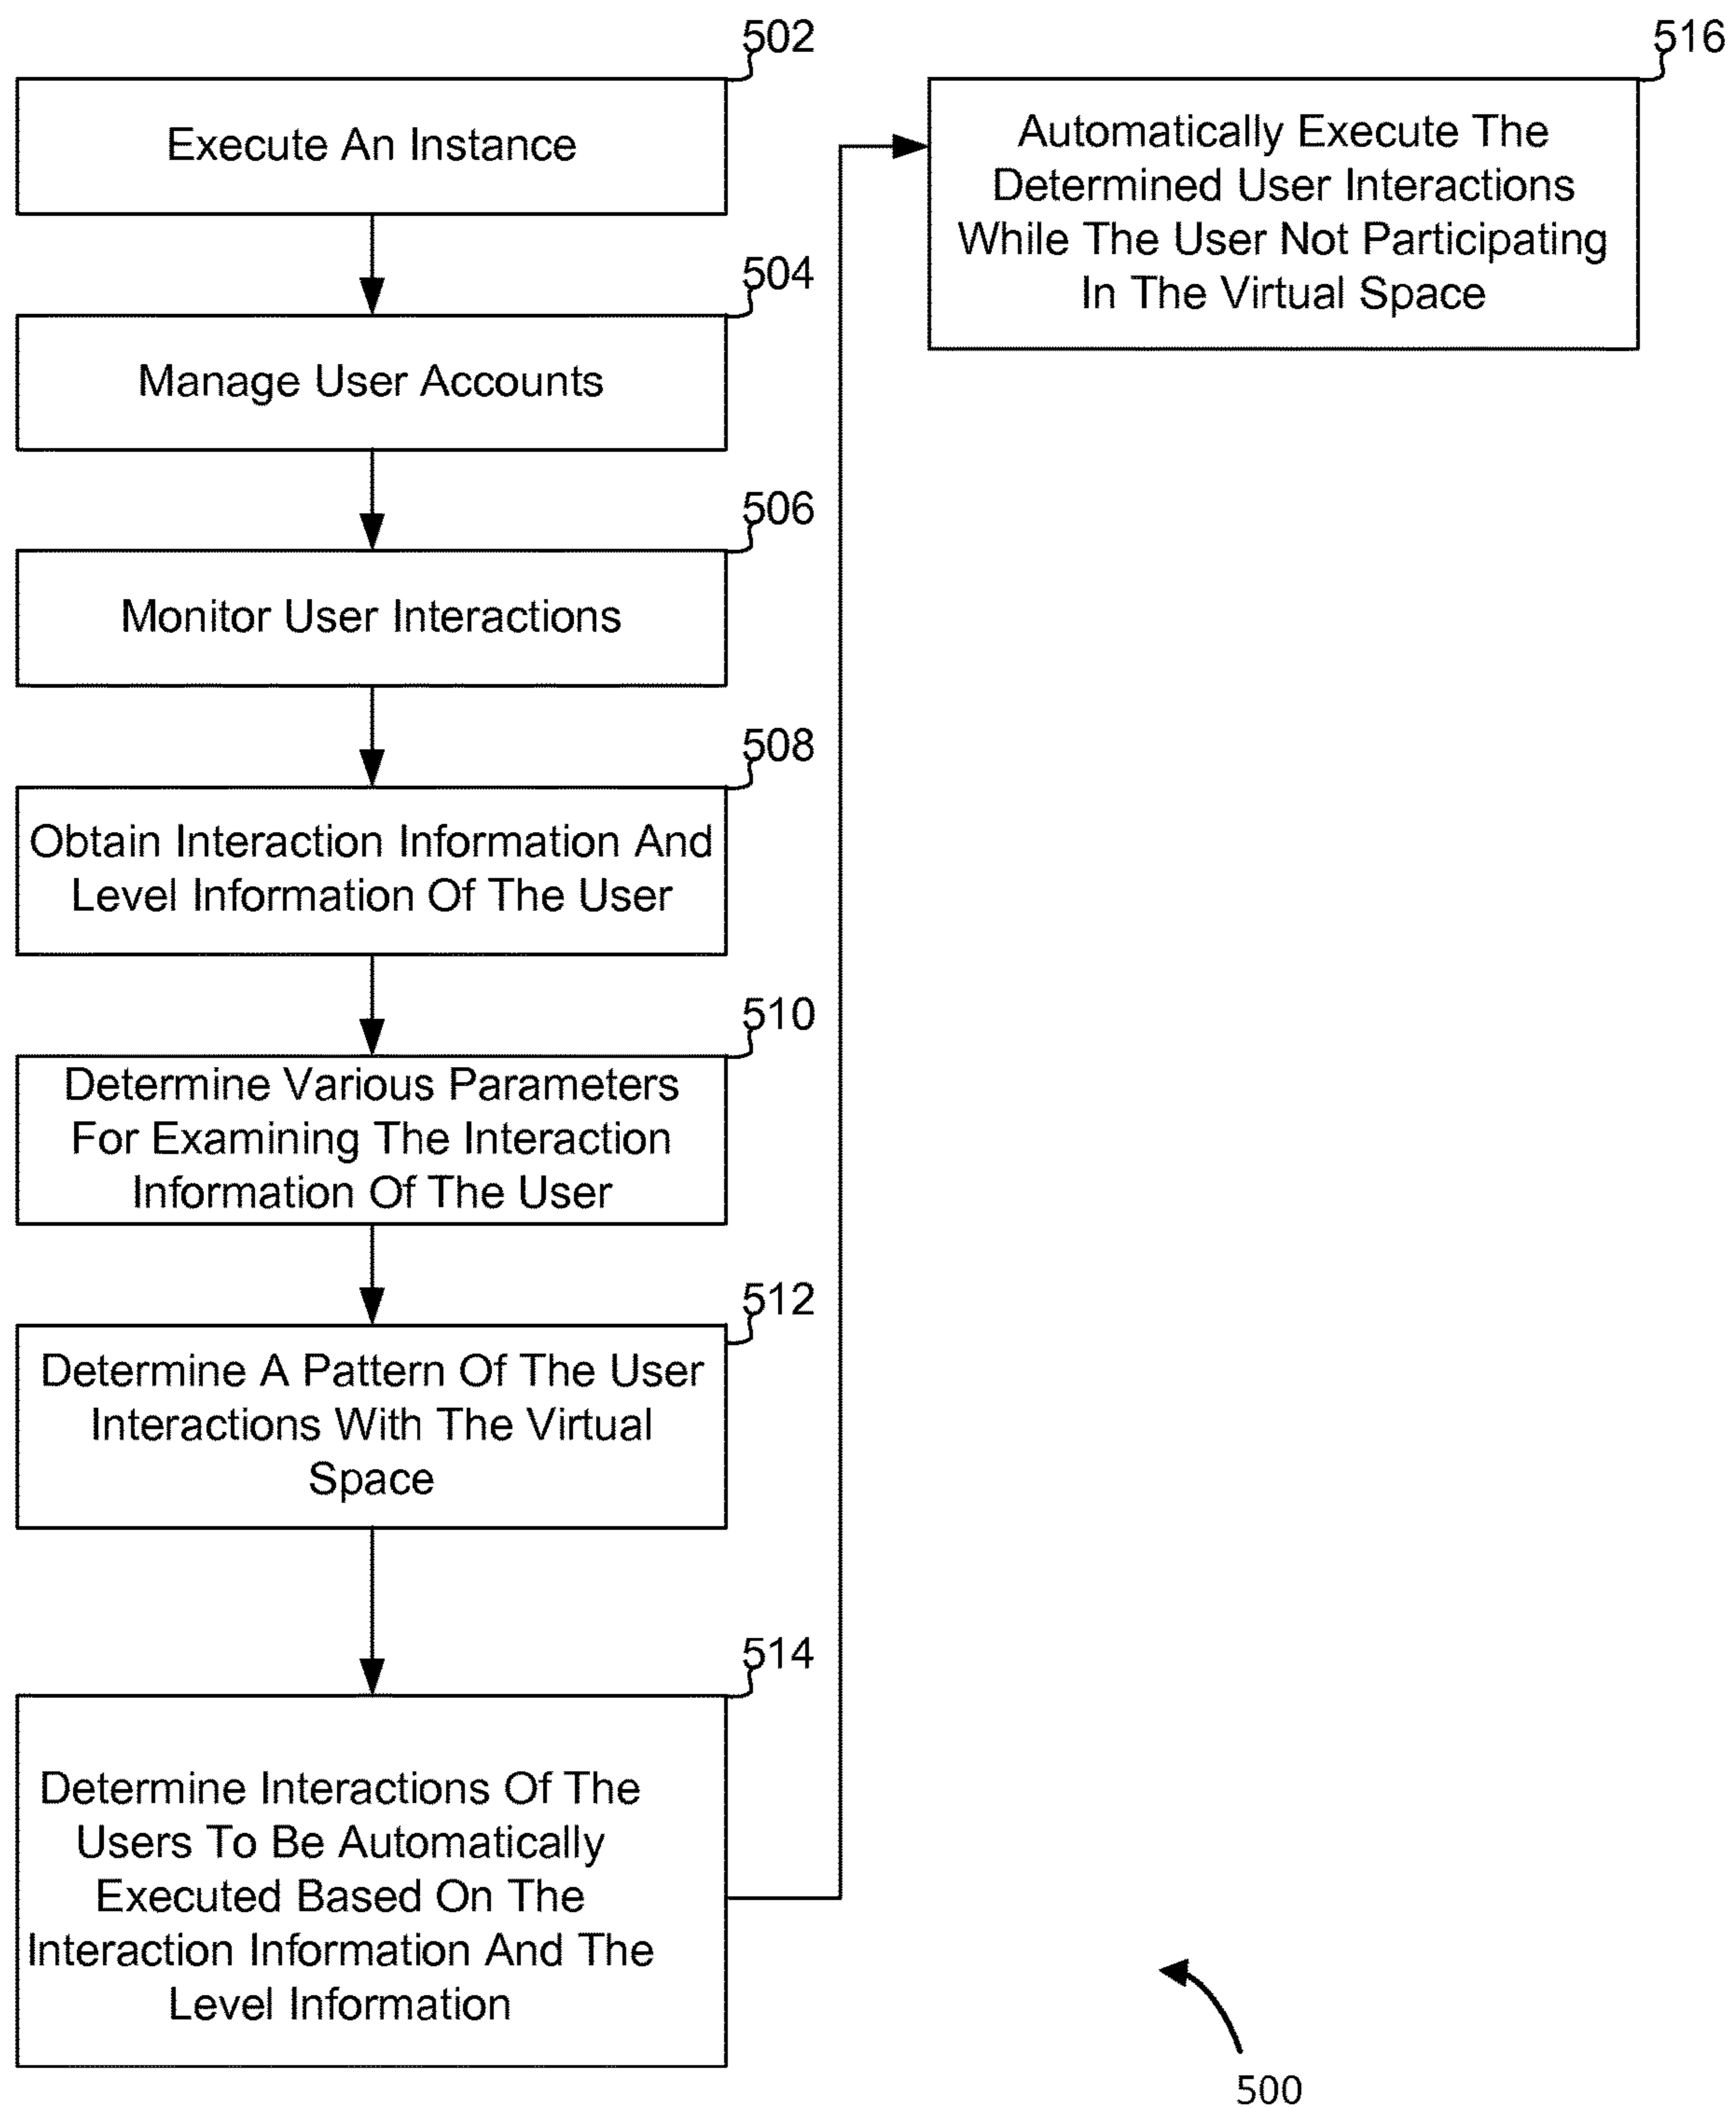 502
Execute An Instance
504
Manage User Accounts
506
Monitor User Interactions
508
Obtain Interaction Information And
Level Information Of The User
510
Determine Various Parameters
For Examining The Interaction
Information Of The User
512
Determine A Pattern Of The User
Interactions With The Virtual
Space
514
Determine Interactions Of The
Users To Be Automatically
Executed Based On The
Interaction Information And The
Level Information
516
Automatically Execute The
Determined User Interactions
While The User Not Participating
In The Virtual Space
500